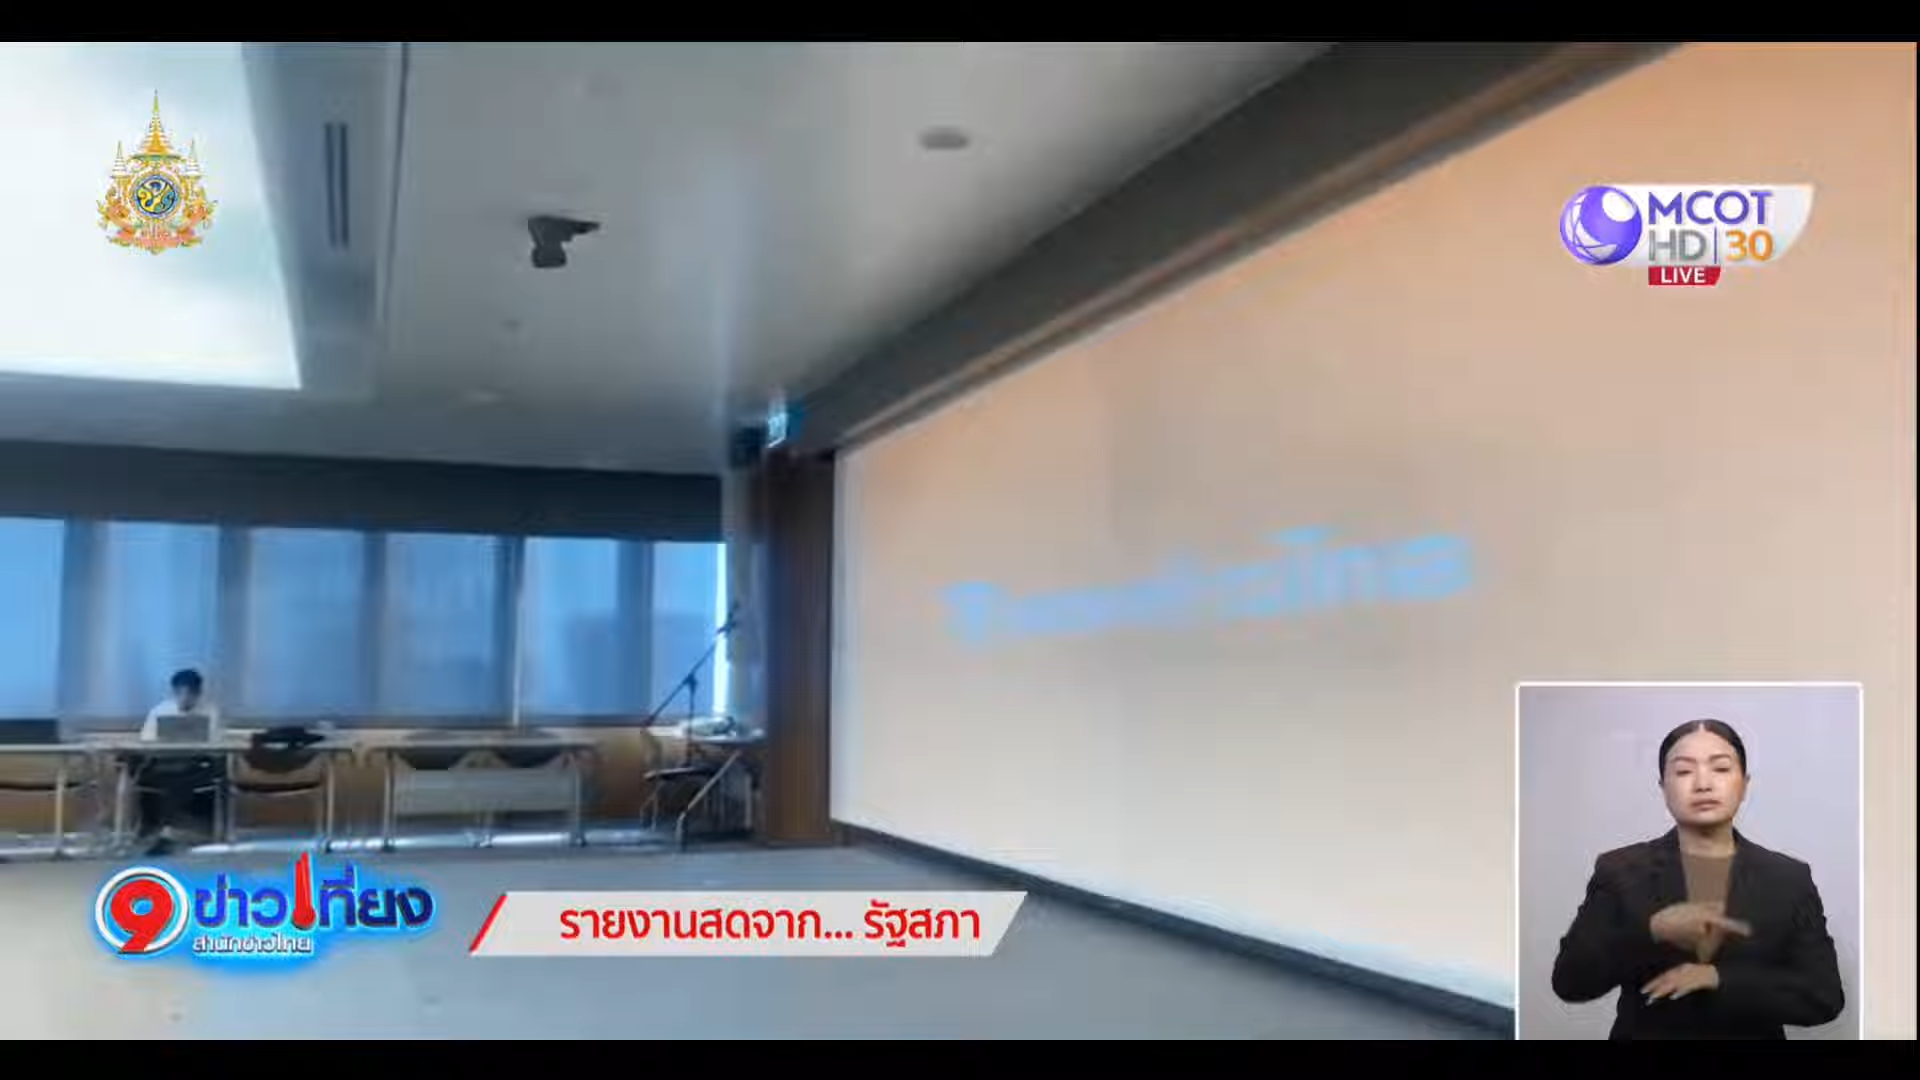 MCOT
HD 30
LIVE
9 ข่าวเที่ยง
สำนักข่าวไทย
รายงานสดจาก... รัฐสภา